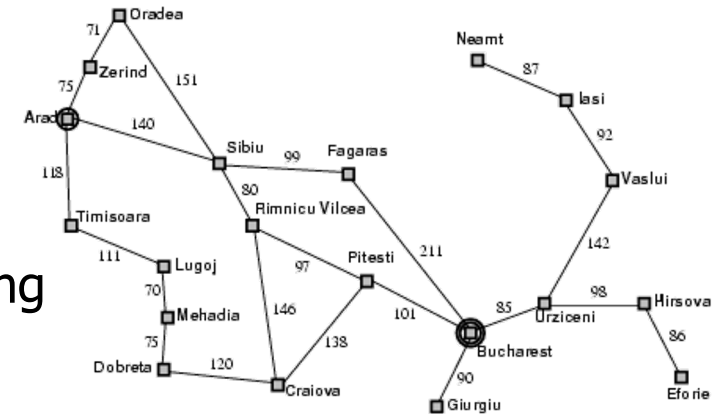 Oradea
71
Neamt
Zerind
87
75
151
Iasi
Arad
140
92
Sibiu
99
Fagaras
118
80
Vaslui
Rimnicu Vilcea
Timisoara
111
Lugoj
97
Pitesti
211
142
70
98
Hirsova
Mehadia
146
101
85
Urziceni
75
138
86
Bucharest
Dobreta
120
90
Craiova
Eforie
Giurgiu
ng